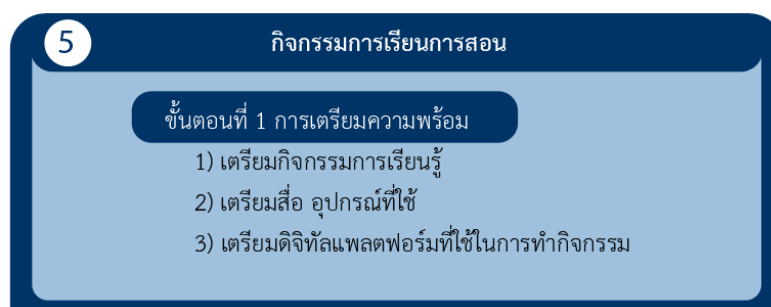 5
กิจกรรมการเรียนการสอน
ขั้นตอนที่ 1 การเตรียมความพร้อม
1) เตรียมกิจกรรมการเรียนรู้
2) เตรียมสื่อ อุปกรณ์ที่ใช้
3) เตรียมดิจิทัลแพลตฟอร์มที่ใช้ในการทำกิจกรรม